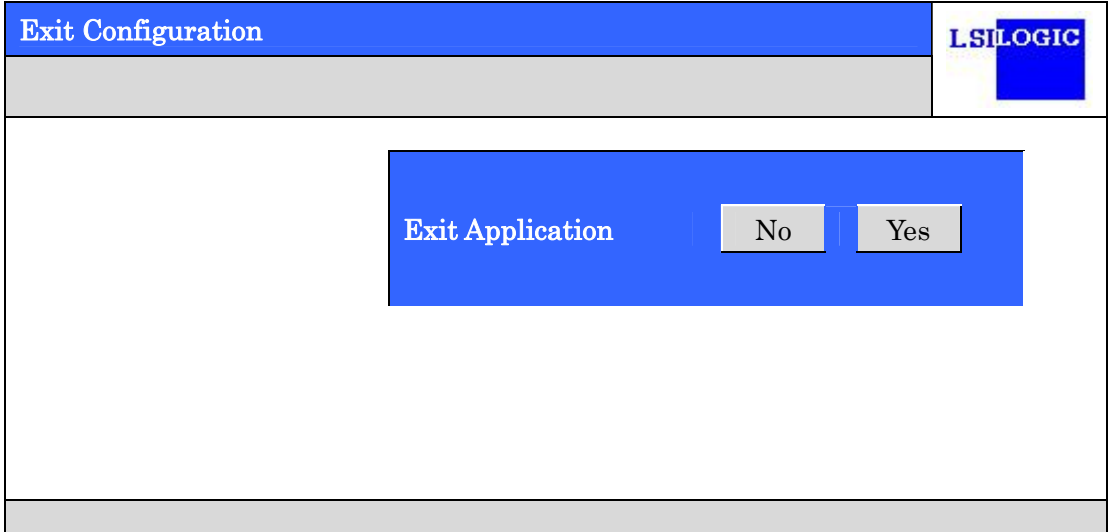 Exit Configuration
LSILOGIC
Exit Application
No
Yes